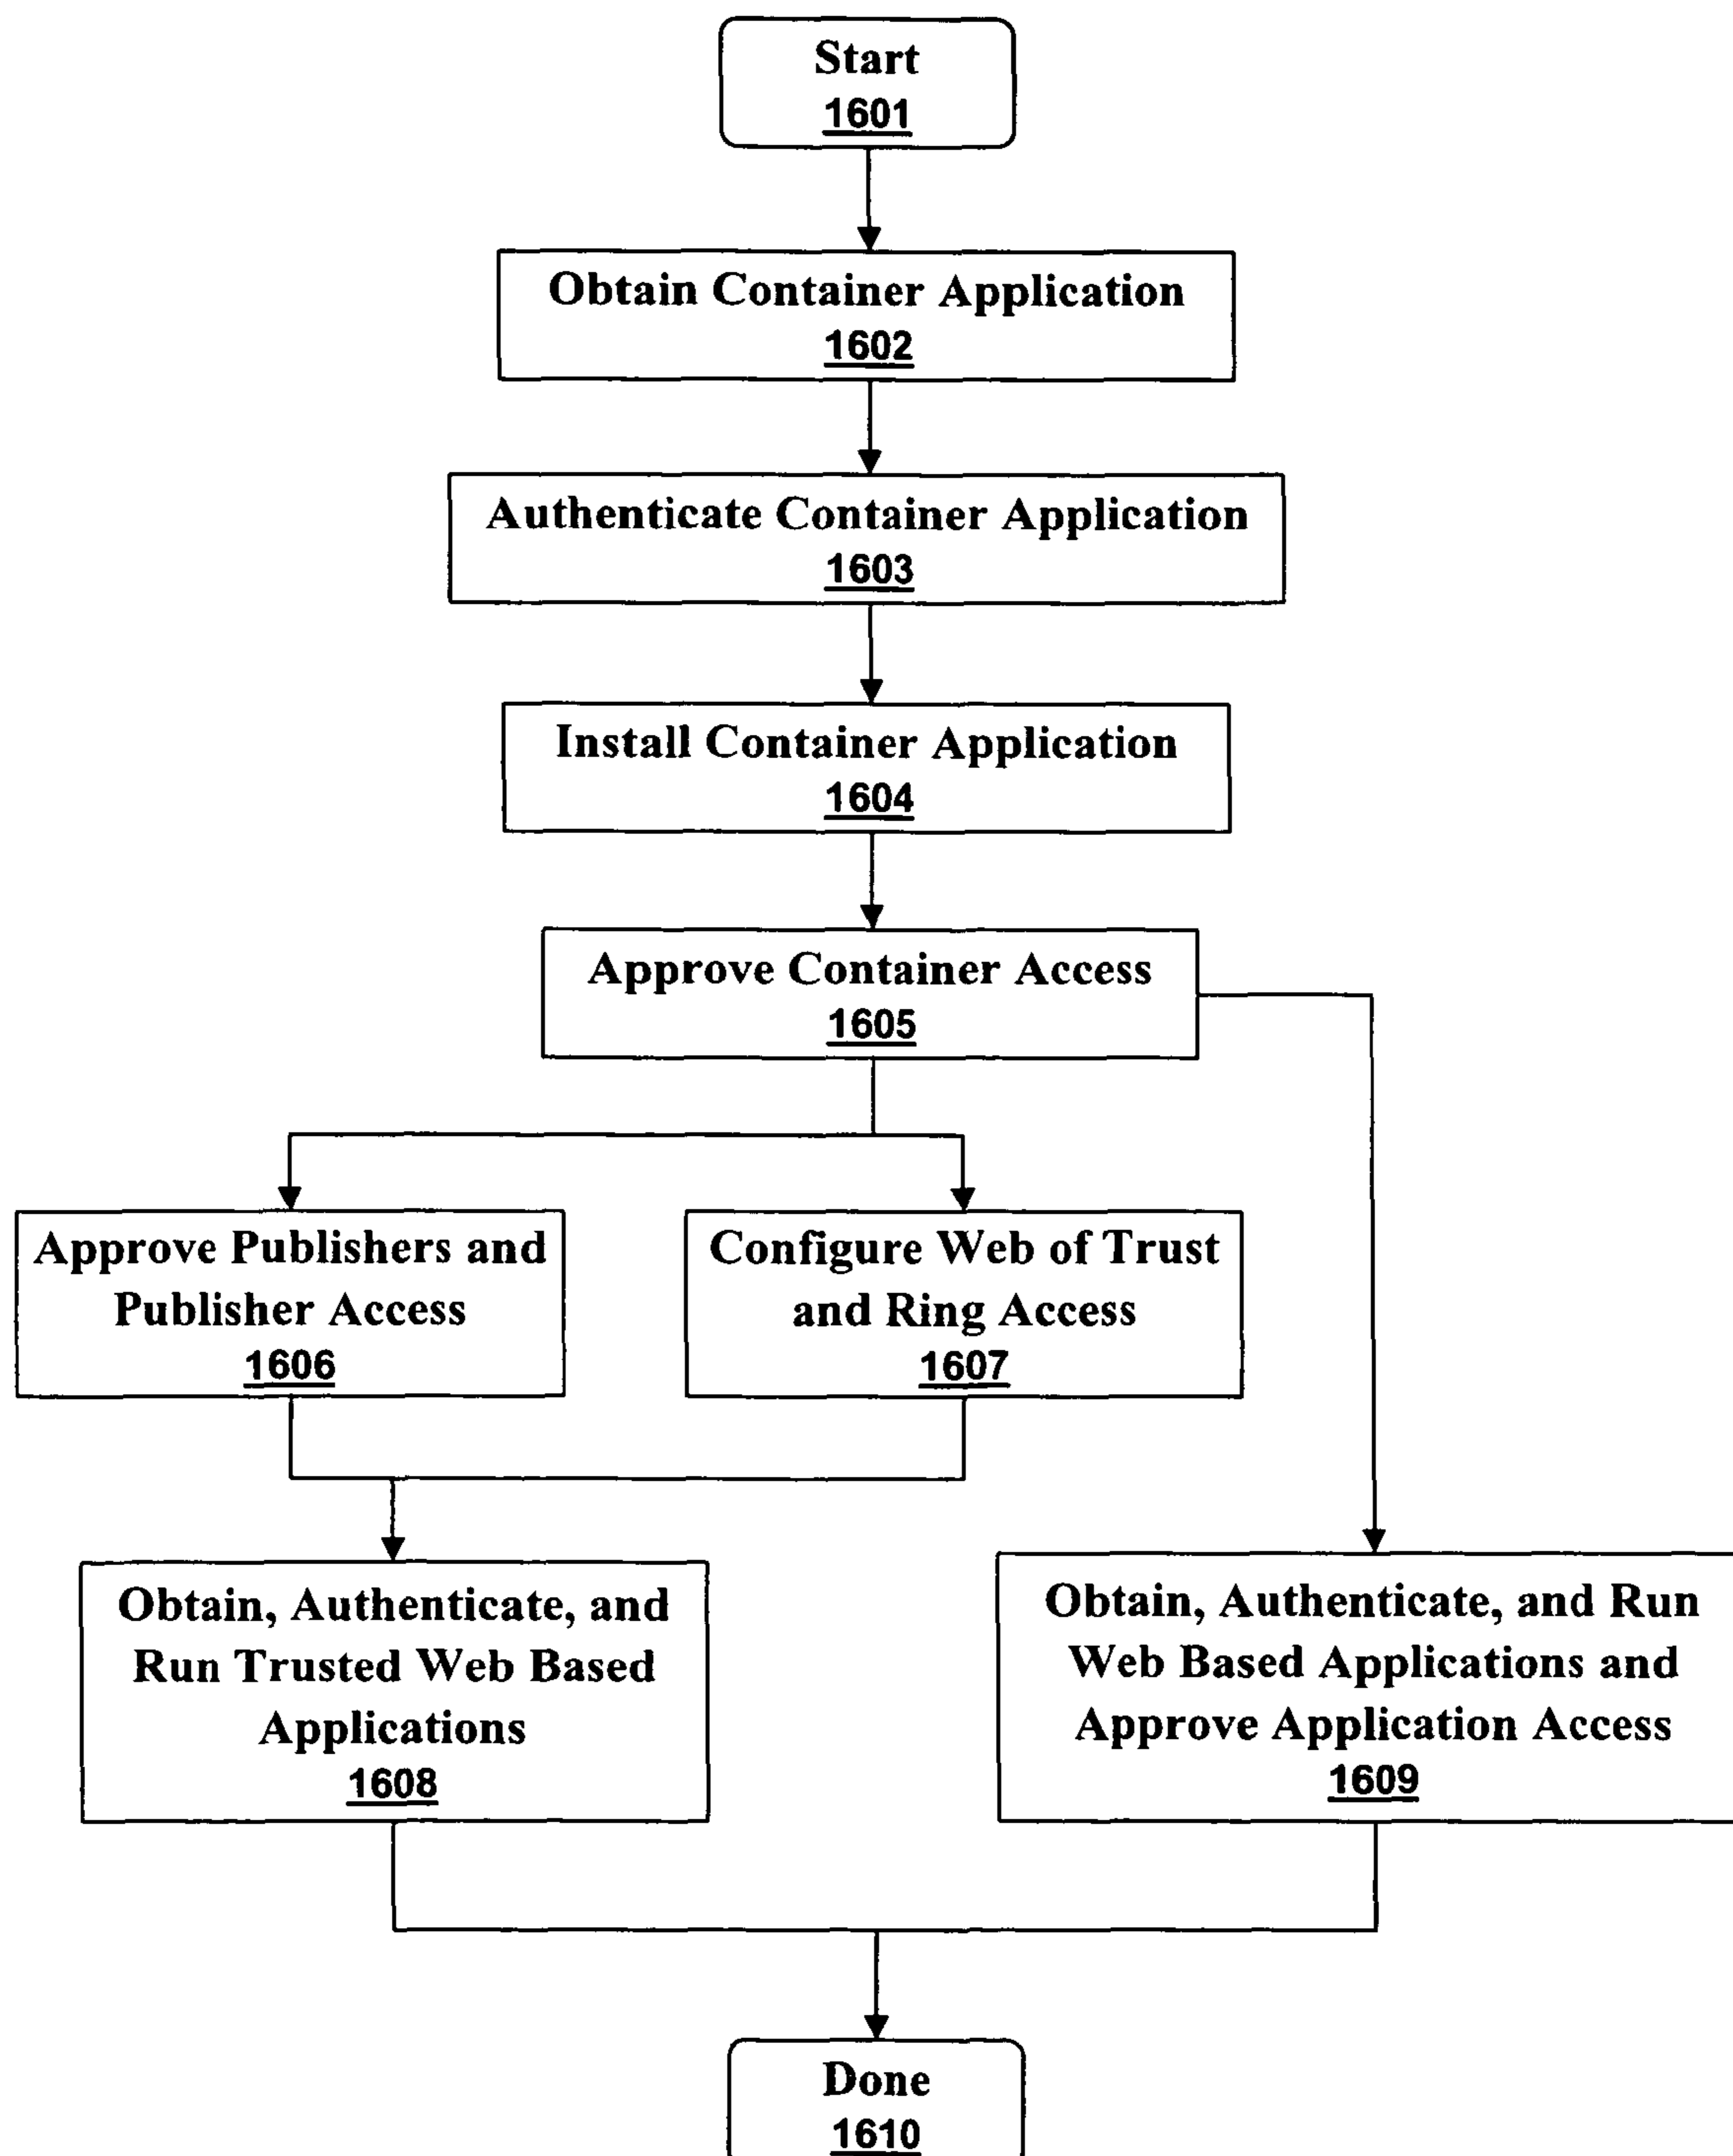 Start
1601
Obtain Container Application
1602
Authenticate Container Application
1603
Install Container Application
1604
Approve Container Access
1605
Approve Publishers and
Publisher Access
1606
Configure Web of Trust
and Ring Access
1607
Obtain, Authenticate, and
Run Trusted Web Based
Applications
1608
Obtain, Authenticate, and Run
Web Based Applications and
Approve Application Access
1609
Done
1610